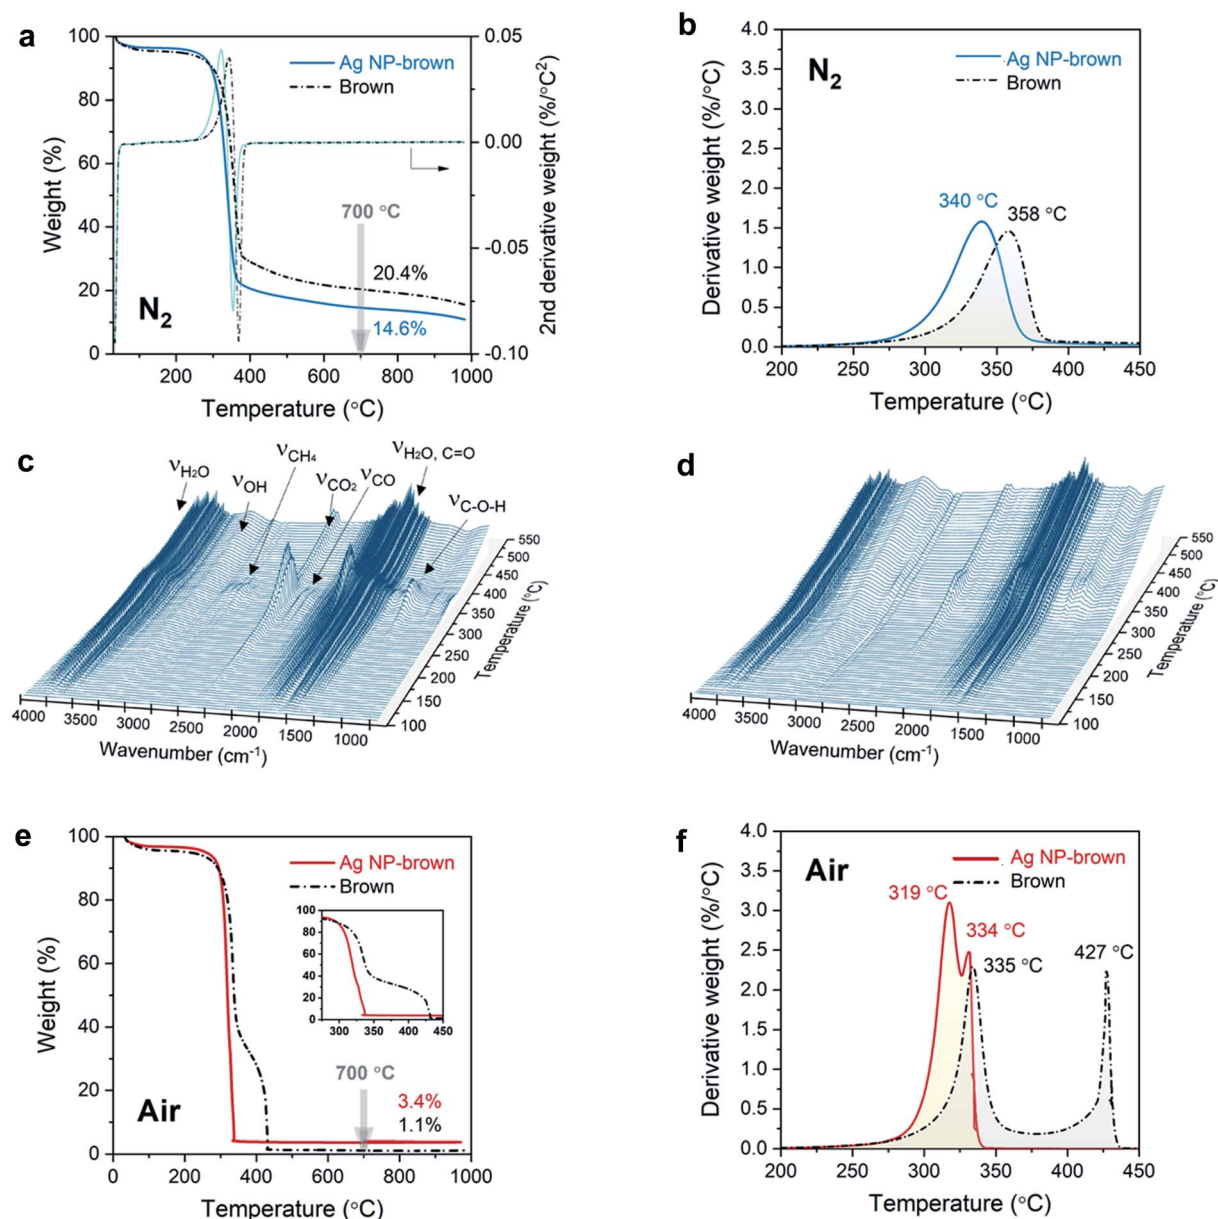 a
Weight (%)
100
80
60
40
20
0
Ag NP-brown
Brown
700 °C
20.4%
14.6%
N2
0.05
0.00
-0.05
-0.10
2nd derivative weight (%/°C2)
200 400 600 800 1000
Temperature (°C)
b
Derivative weight (%/°C)
4.0
3.5
3.0
2.5
2.0
1.5
1.0
0.5
0.0
N2
Ag NP-brown
Brown
340 °C
358 °C
200 250 300 350 400 450
Temperature (°C)
c
νH2O
νOH
νCH4
νCO2
νCO
νH2O, C=O
νC-O-H
550
500
450
400
350
300
250
200
150
100
Temperature (°C)
4000 3500 3000 2500 2000 1500 1000
Wavenumber (cm-1)
d
550
500
450
400
350
300
250
200
150
100
Temperature (°C)
4000 3500 3000 2500 2000 1500 1000
Wavenumber (cm-1)
e
Weight (%)
100
80
60
40
20
0
Ag NP-brown
Brown
100
80
60
40
20
0
300 350 400 450
700 °C
3.4%
1.1%
Air
0 200 400 600 800 1000
Temperature (°C)
f
Derivative weight (%/°C)
4.0
3.5
3.0
2.5
2.0
1.5
1.0
0.5
0.0
Air
Ag NP-brown
Brown
319 °C
334 °C
335 °C
427 °C
200 250 300 350 400 450
Temperature (°C)